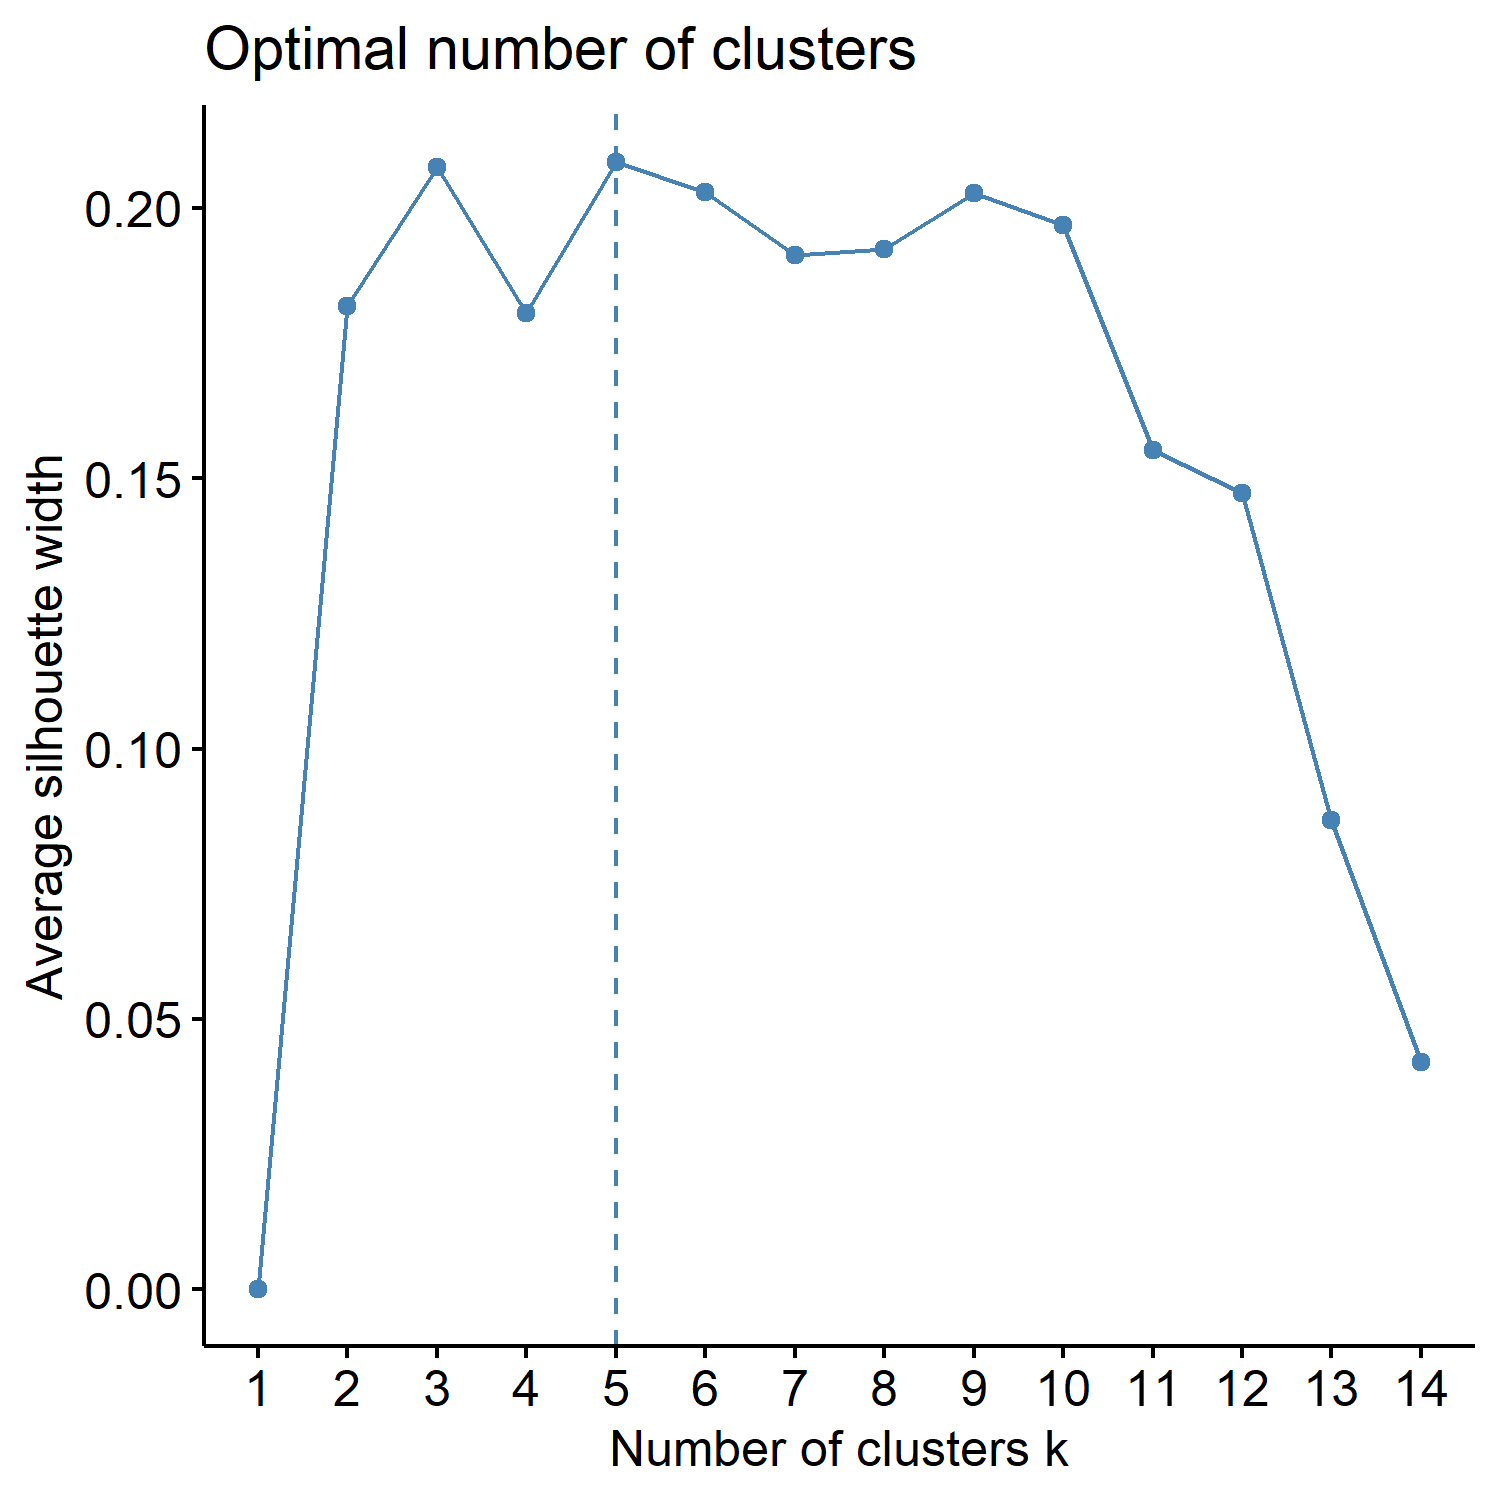 Optimal number of clusters
0.20
0.15
0.10
0.05
0.00
Average silhouette width
1 2 3 4 5 6 7 8 9 10 11 12 13 14
Number of clusters k